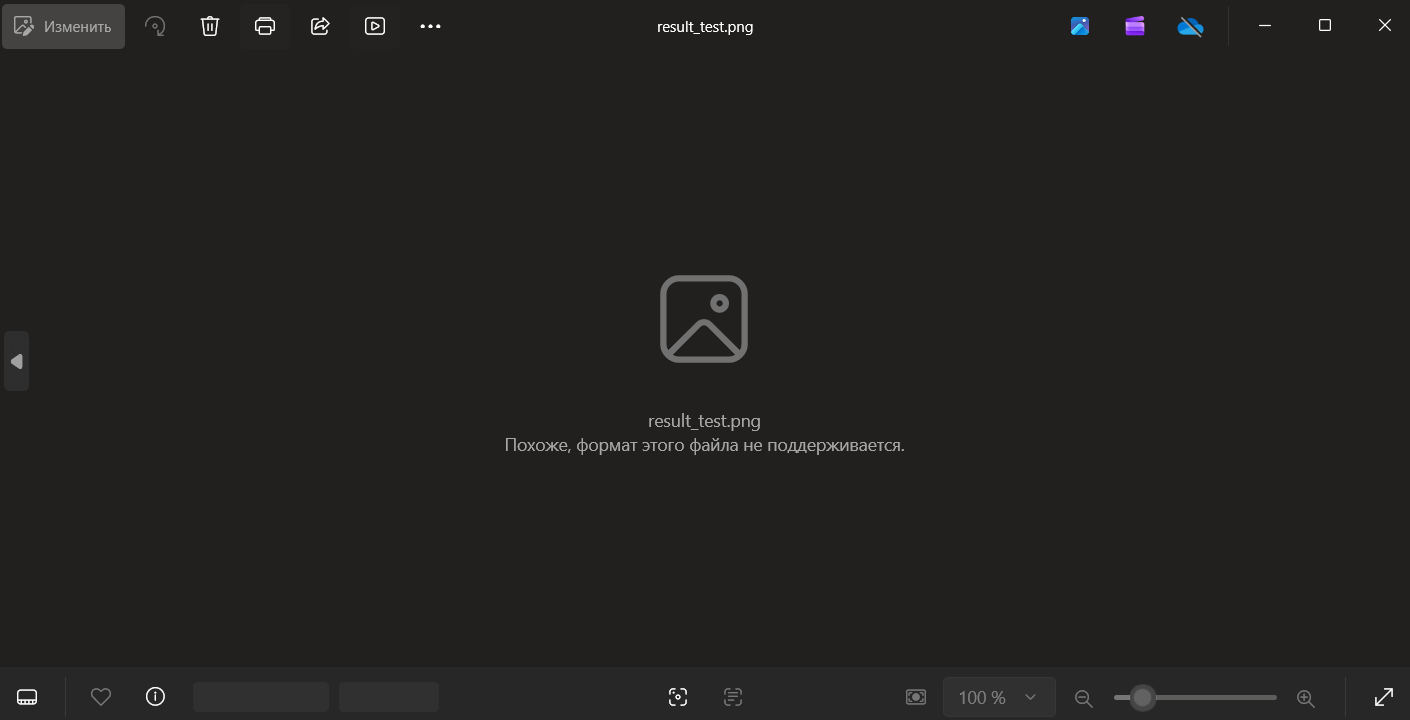 Изменить
result_test.png
result_test.png
Похоже, формат этого файла не поддерживается.
100 %